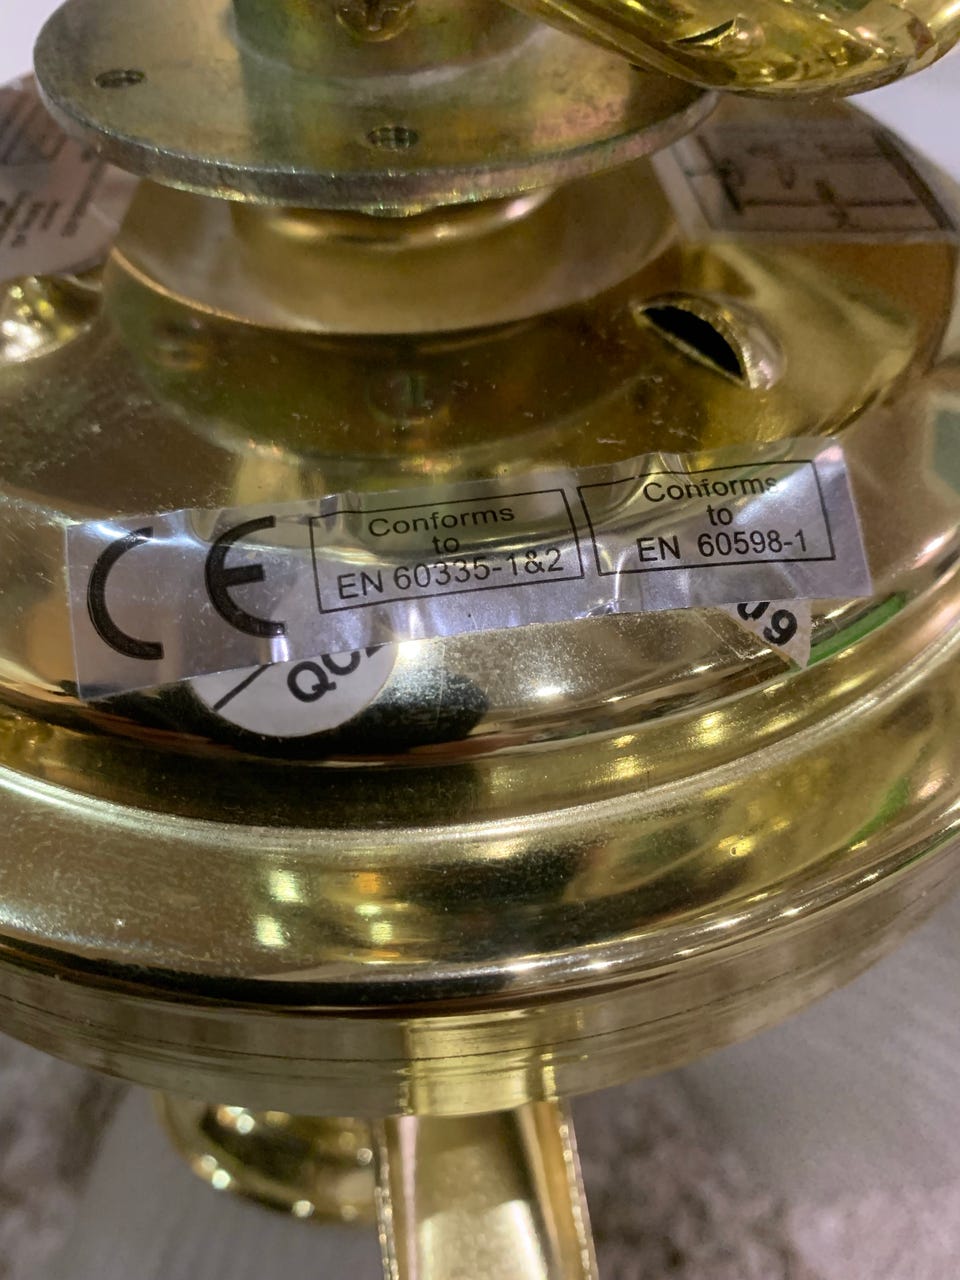 CE
Conforms
to
EN 60335-1&2
Conforms
to
EN 60598-1